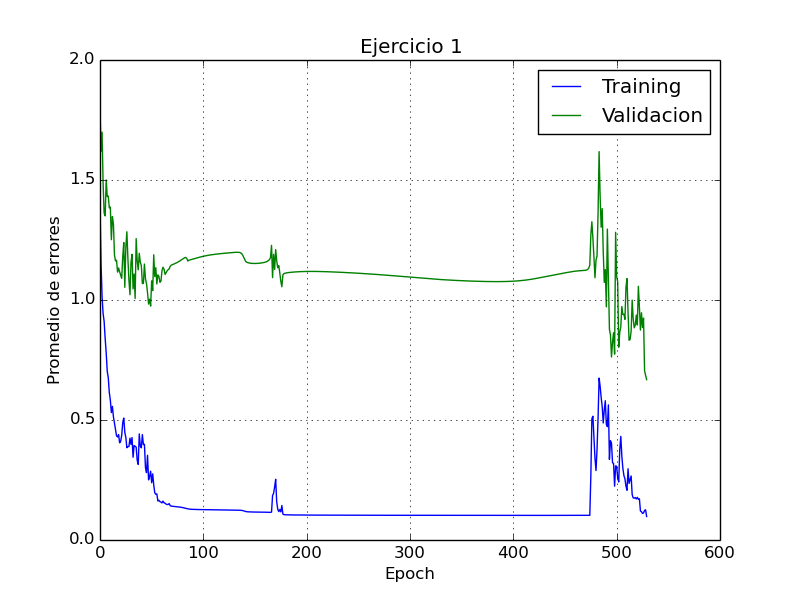 Ejercicio 1
Training
Validacion
Promedio de errores
2.0
1.5
1.0
0.5
0.0
0 100 200 300 400 500 600
Epoch